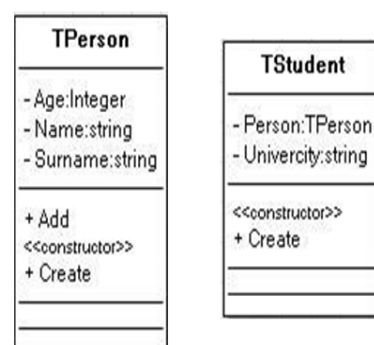 TPerson
- Age:Integer
- Name:string
- Surname:string
+ Add
<<constructor>>
+ Create
TStudent
- Person:TPerson
- Univercity:string
<<constructor>>
+ Create